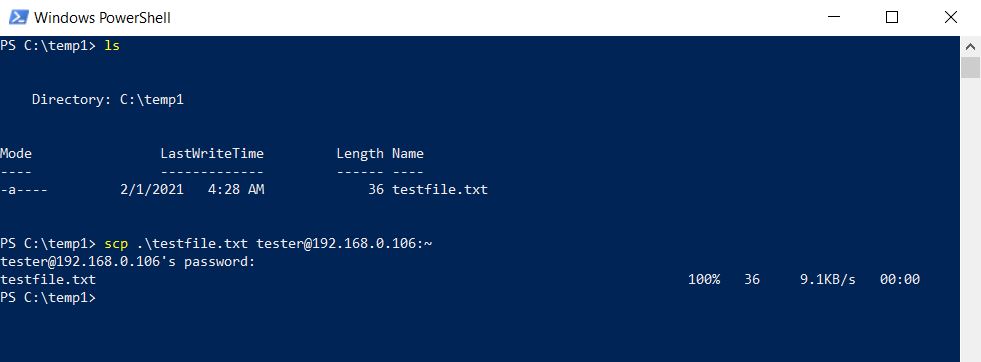 Windows PowerShell
PS C:\temp1> ls
    Directory: C:\temp1
Mode                LastWriteTime         Length Name
----                -------------         ------ ----
-a----         2/1/2021   4:28 AM             36 testfile.txt
PS C:\temp1> scp .\testfile.txt tester@192.168.0.106:~
tester@192.168.0.106's password:
testfile.txt                                                                          100%   36     9.1KB/s   00:00
PS C:\temp1>